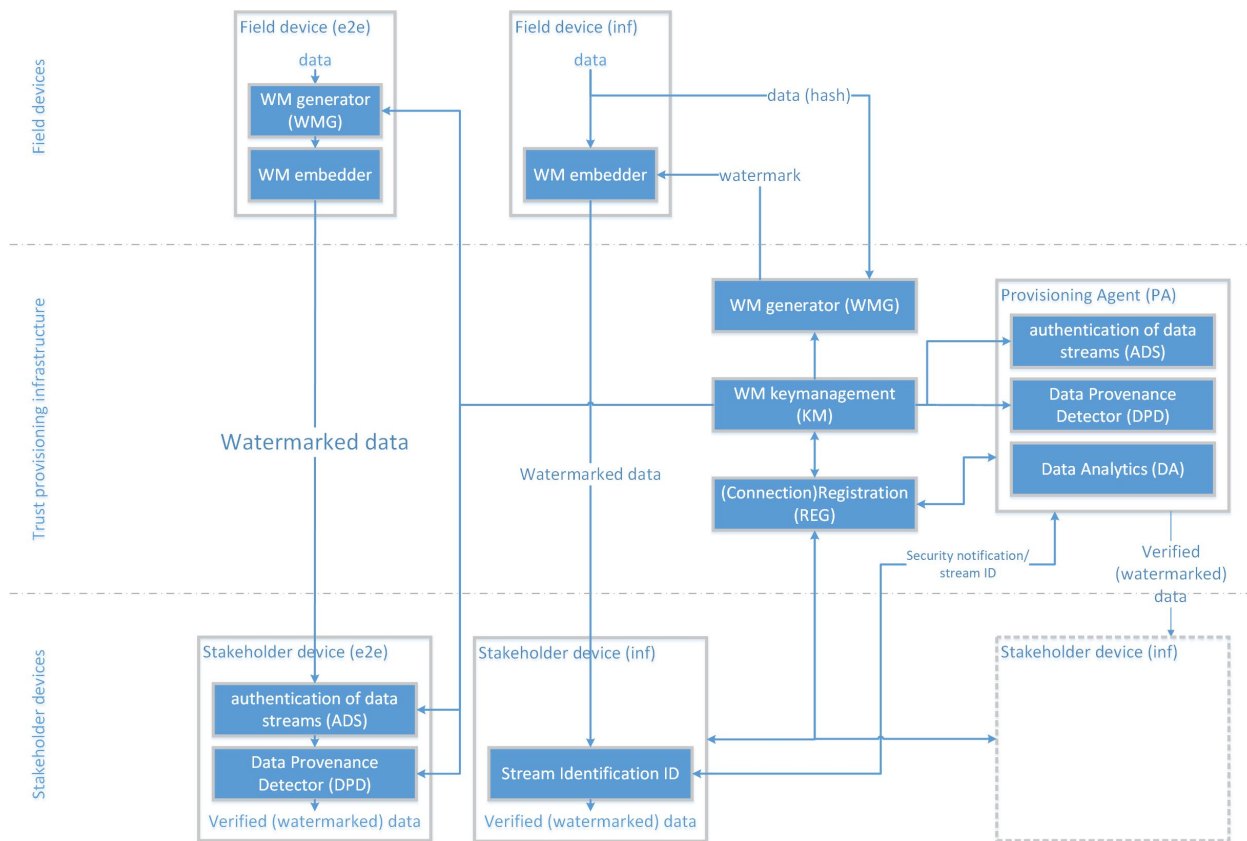 Field devices
Field device (e2e)
data
WM generator
(WMG)
WM embedder
Field device (inf)
data
data (hash)
WM embedder
watermark
Trust provisioning infrastructure
Watermarked data
Watermarked data
WM generator (WMG)
WM keymanagement
(KM)
(Connection)Registration
(REG)
Provisioning Agent (PA)
authentication of data
streams (ADS)
Data Provenance
Detector (DPD)
Data Analytics (DA)
Security notification/
stream ID
Verified
(watermarked)
data
Stakeholder devices
Stakeholder device (e2e)
authentication of data
streams (ADS)
Data Provenance
Detector (DPD)
Verified (watermarked) data
Stakeholder device (inf)
Stream Identification ID
Verified (watermarked) data
Stakeholder device (inf)